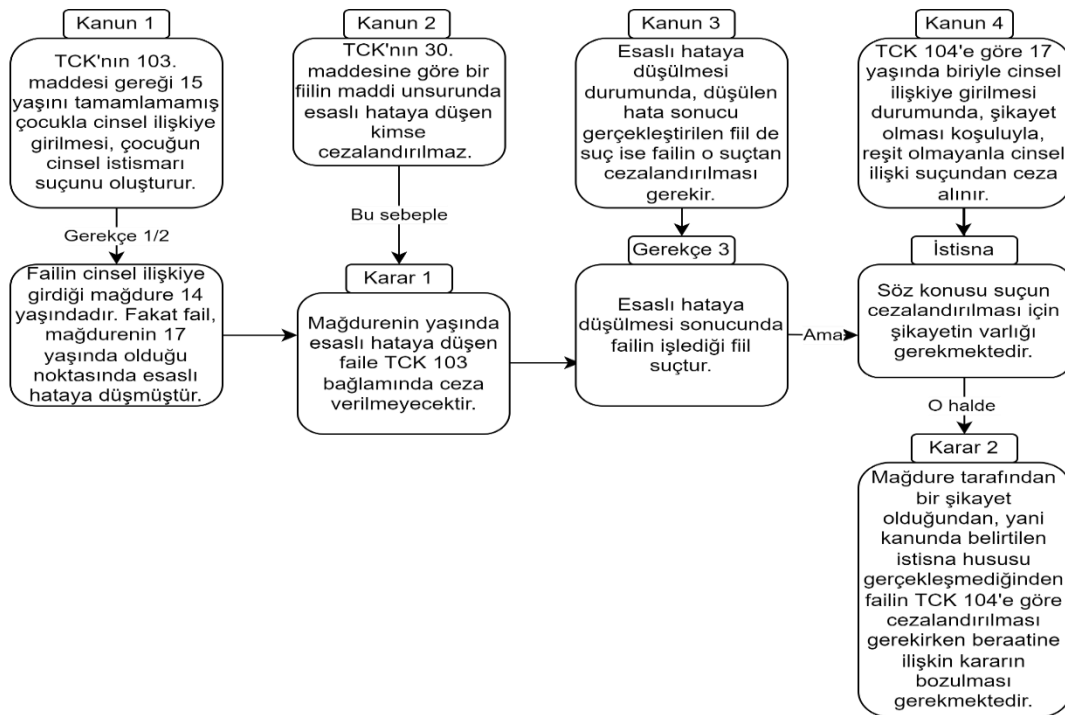 Kanun 1
TCK'nın 103.
maddesi gereği 15
yaşını tamamlamamış
çocukla cinsel ilişkiye
girilmesi, çocuğun
cinsel istismarı
suçunu oluşturur.
Gerekçe 1/2
Failin cinsel ilişkiye
girdiği mağdure 14
yaşındadır. Fakat fail,
mağdurenin 17
yaşında olduğu
noktasında esaslı
hataya düşmüştür.
Kanun 2
TCK'nın 30.
maddesine göre bir
fiilin maddi unsurunda
esaslı hataya düşen
kimse
cezalandırılmaz.
Bu sebeple
Karar 1
Mağdurenin yaşında
esaslı hataya düşen
faile TCK 103
bağlamında ceza
verilmeyecektir.
Kanun 3
Esaslı hataya
düşülmesi
durumunda, düşülen
hata sonucu
gerçekleştirilen fiil de
suç ise failin o suçtan
cezalandırılması
gerekir.
Gerekçe 3
Esaslı hataya
düşülmesi sonucunda
failin işlediği fiil
suçtur.
Ama
Kanun 4
TCK 104'e göre 17
yaşında biriyle cinsel
ilişkiye girilmesi
durumunda, şikayet
olması koşuluyla,
reşit olmayanla cinsel
ilişki suçundan ceza
alınır.
İstisna
Söz konusu suçun
cezalandırılması için
şikayetin varlığı
gerekmektedir.
O halde
Karar 2
Mağdure tarafından
bir şikayet
olduğundan, yani
kanunda belirtilen
istisna hususu
gerçekleşmediğinden
failin TCK 104'e göre
cezalandırılması
gerekirken beraatine
ilişkin kararın
bozulması
gerekmektedir.